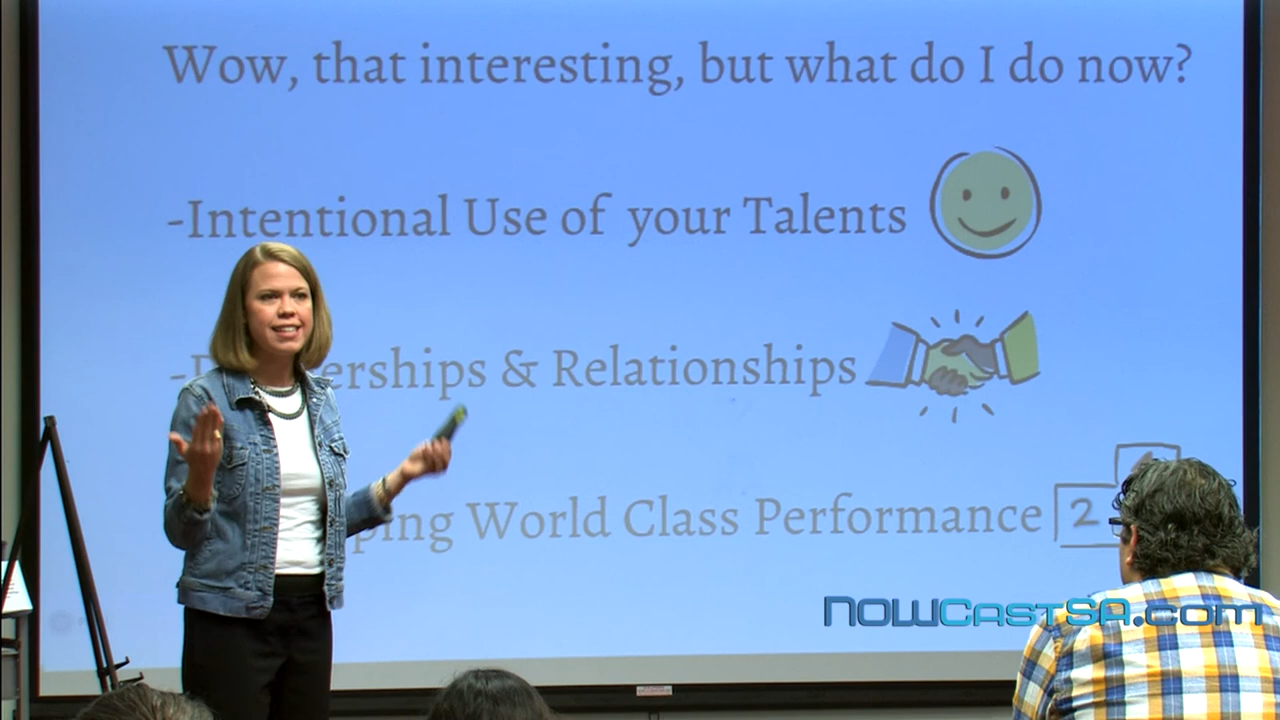 Wow, that interesting, but what do I do now?
-Intentional Use of your Talents
& Relationships
World Class Performance 2
NOWCastSA.com